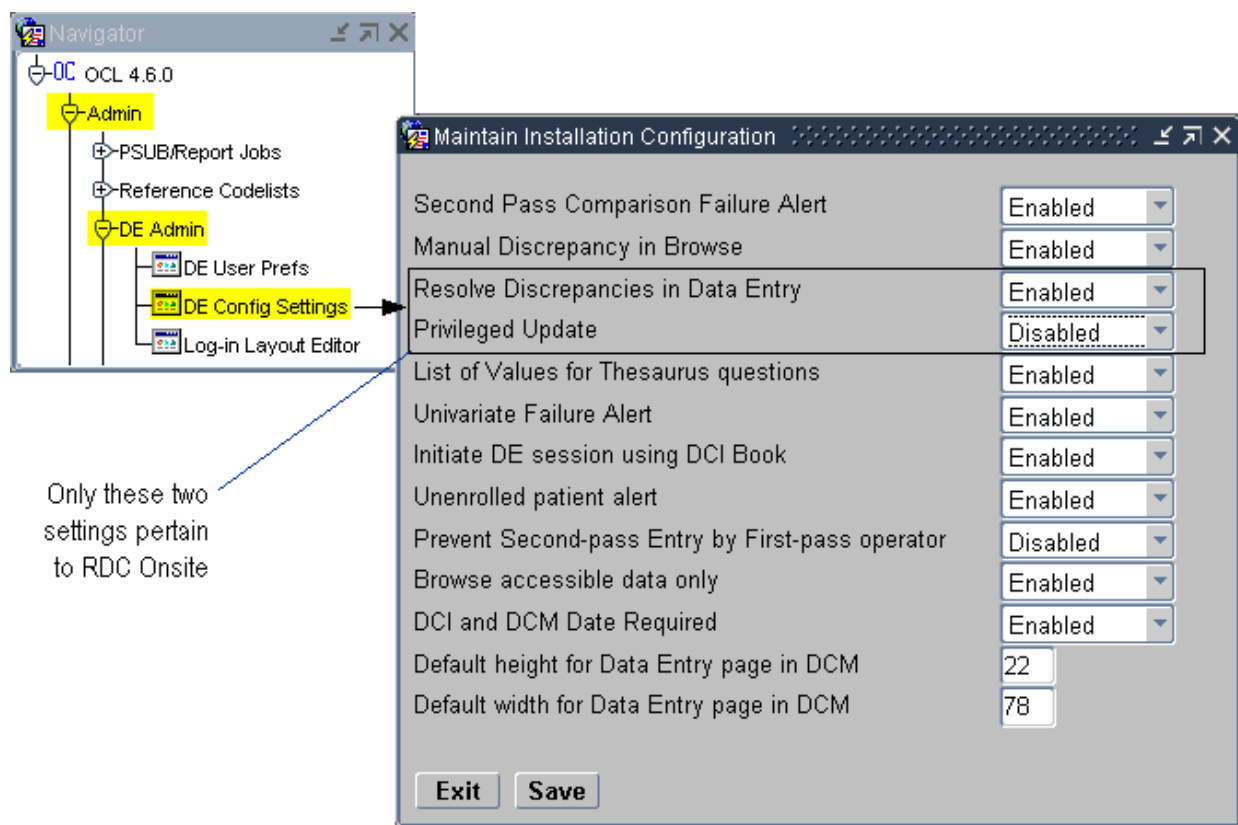 Navigator
OC OCL 4.6.0
Admin
PSUB/Report Jobs
Reference Codelists
DE Admin
DE User Prefs
DE Config Settings
Log-in Layout Editor
Only these two
settings pertain
to RDC Onsite
Maintain Installation Configuration
Second Pass Comparison Failure Alert Enabled
Manual Discrepancy in Browse Enabled
Resolve Discrepancies in Data Entry Enabled
Privileged Update Disabled
List of Values for Thesaurus questions Enabled
Univariate Failure Alert Enabled
Initiate DE session using DCI Book Enabled
Unenrolled patient alert Enabled
Prevent Second-pass Entry by First-pass operator Disabled
Browse accessible data only Enabled
DCI and DCM Date Required Enabled
Default height for Data Entry page in DCM 22
Default width for Data Entry page in DCM 78
Exit Save